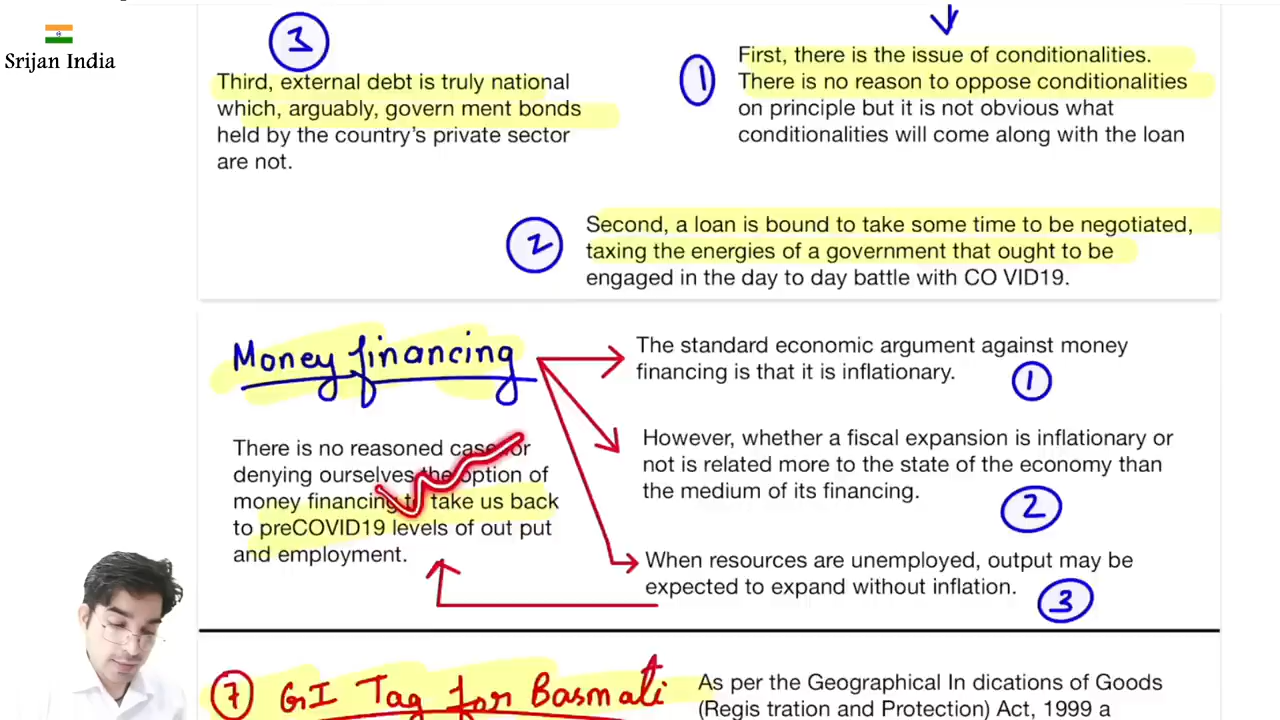 Srijan India
3
Third, external debt is truly national
which, arguably, govern ment bonds
held by the country's private sector
are not.
1
First, there is the issue of conditionalities.
There is no reason to oppose conditionalities
on principle but it is not obvious what
conditionalities will come along with the loan
2
Second, a loan is bound to take some time to be negotiated,
taxing the energies of a government that ought to be
engaged in the day to day battle with CO VID19.
Money financing
There is no reasoned case for
denying ourselves the option of
money financing to take us back
to preCOVID19 levels of out put
and employment.
The standard economic argument against money
financing is that it is inflationary.
1
However, whether a fiscal expansion is inflationary or
not is related more to the state of the economy than
the medium of its financing.
2
When resources are unemployed, output may be
expected to expand without inflation.
3
7 GI Tag for Basmati
As per the Geographical In dications of Goods
(Regis tration and Protection) Act, 1999 a